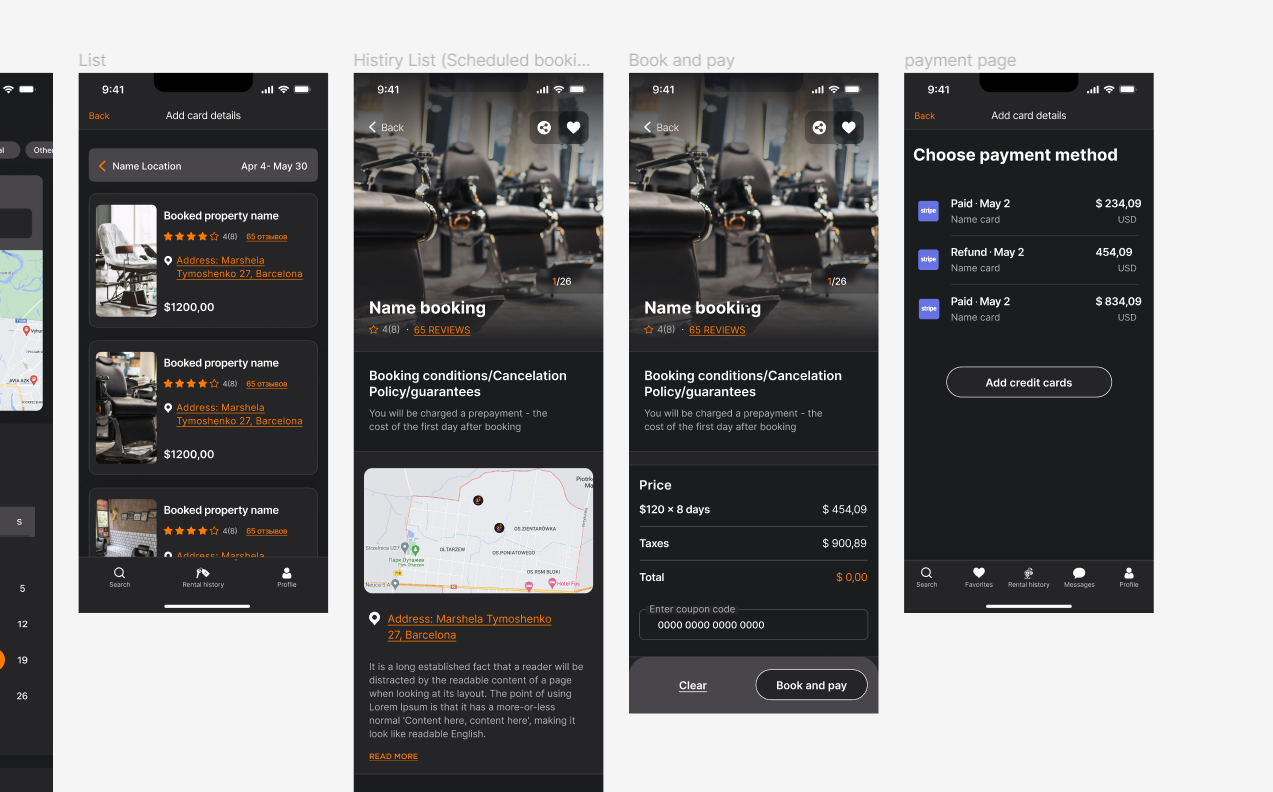 List
9:41
Back
Add card details
Name Location
Apr 4- May 30
Booked property name
4(8)
65 отзывов
Address: Marshela
Tymoshenko 27, Barcelona
$1200,00
Booked property name
4(8)
65 отзывов
Address: Marshela
Tymoshenko 27, Barcelona
$1200,00
Booked property name
4(8)
65 отзывов
Address: Marshela
Search
Rental history
Profile
al
Other
S
5
12
19
26
Histiry List (Scheduled booki...
9:41
Back
1/26
Name booking
4(8) · 65 REVIEWS
Booking conditions/Cancelation
Policy/guarantees
You will be charged a prepayment - the
cost of the first day after booking
OS.ZIENTARÓWKA
OŁTARZEW
OS.PONIATOWEGO
OS.RSM BLOKI
Парк Ołtarzew
Hotel Fas
Address: Marshela Tymoshenko
27, Barcelona
It is a long established fact that a reader will be
distracted by the readable content of a page
when looking at its layout. The point of using
Lorem Ipsum is that it has a more-or-less
normal 'Content here, content here', making it
look like readable English.
READ MORE
Book and pay
9:41
Back
1/26
Name booking
4(8) · 65 REVIEWS
Booking conditions/Cancelation
Policy/guarantees
You will be charged a prepayment - the
cost of the first day after booking
Price
$120 × 8 days
$ 454,09
Taxes
$ 900,89
Total
$ 0,00
Enter coupon code
0000 0000 0000 0000
Clear
Book and pay
payment page
9:41
Back
Add card details
Choose payment method
stripe
Paid · May 2
$ 234,09
Name card
USD
stripe
Refund · May 2
454,09
Name card
USD
stripe
Paid · May 2
$ 834,09
Name card
USD
Add credit cards
Search
Favorites
Rental history
Messages
Profile